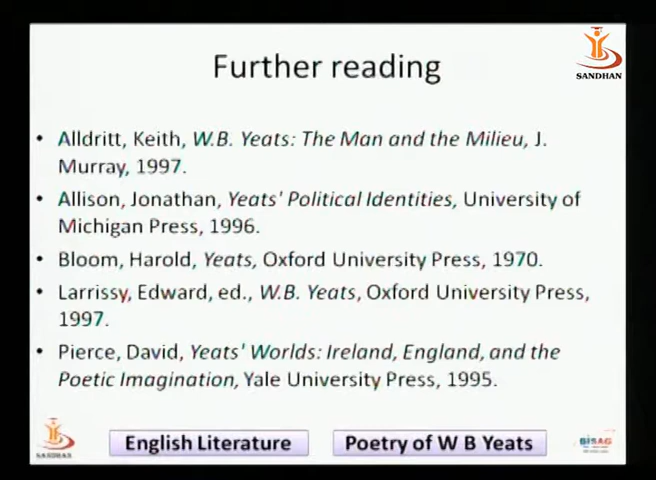 Further reading
SANDHAN
• Alldritt, Keith, W.B. Yeats: The Man and the Milieu, J.
Murray, 1997.
• Allison, Jonathan, Yeats' Political Identities, University of
Michigan Press, 1996.
• Bloom, Harold, Yeats, Oxford University Press, 1970.
• Larrissy, Edward, ed., W.B. Yeats, Oxford University Press,
1997.
• Pierce, David, Yeats' Worlds: Ireland, England, and the
Poetic Imagination, Yale University Press, 1995.
SANDHAN
English Literature
Poetry of W B Yeats
BISAG